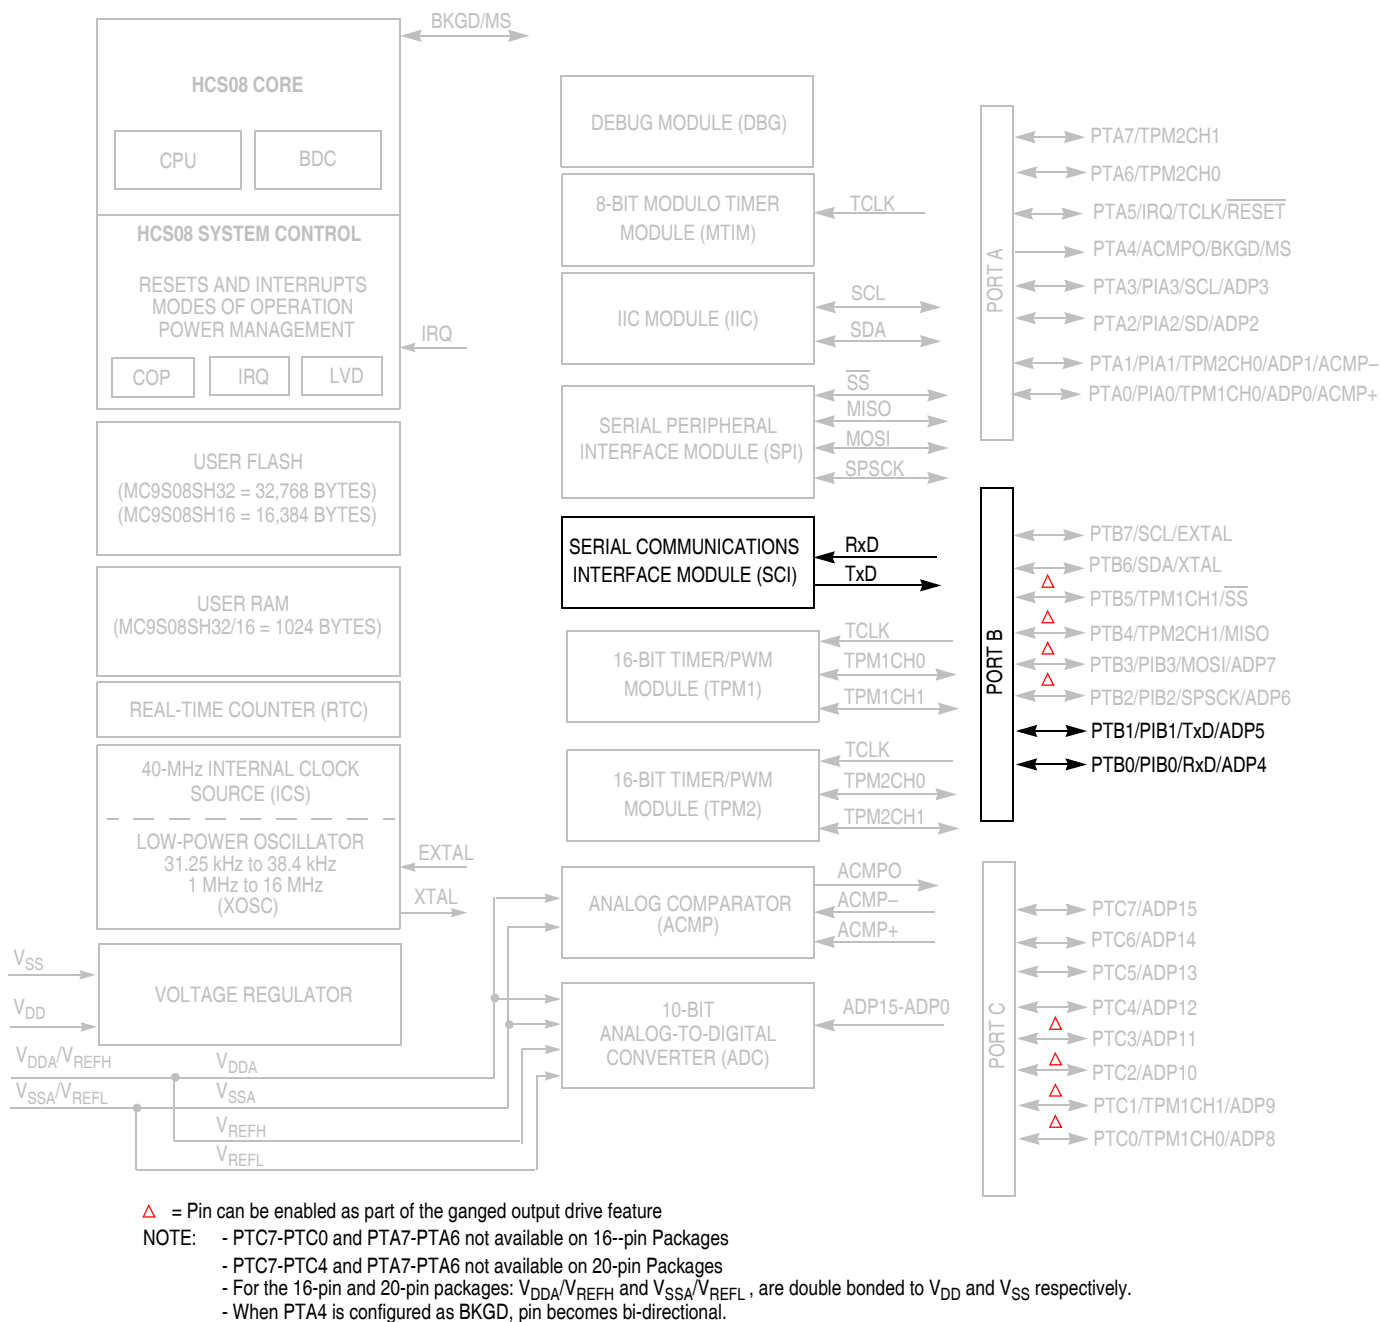 BKGD/MS
HCS08 CORE
CPU
BDC
HCS08 SYSTEM CONTROL
RESETS AND INTERRUPTS
MODES OF OPERATION
POWER MANAGEMENT
IRQ
COP
IRQ
LVD
USER FLASH
(MC9S08SH32 = 32,768 BYTES)
(MC9S08SH16 = 16,384 BYTES)
USER RAM
(MC9S08SH32/16 = 1024 BYTES)
REAL-TIME COUNTER (RTC)
40-MHz INTERNAL CLOCK
SOURCE (ICS)
LOW-POWER OSCILLATOR
31.25 kHz to 38.4 kHz
1 MHz to 16 MHz
(XOSC)
EXTAL
XTAL
VSS
VDD
VOLTAGE REGULATOR
VDDA/VREFH
VSSA/VREFL
VDDA
VSSA
VREFH
VREFL
DEBUG MODULE (DBG)
8-BIT MODULO TIMER
MODULE (MTIM)
TCLK
IIC MODULE (IIC)
SCL
SDA
SERIAL PERIPHERAL
INTERFACE MODULE (SPI)
SS
MISO
MOSI
SPSCK
SERIAL COMMUNICATIONS
INTERFACE MODULE (SCI)
RxD
TxD
16-BIT TIMER/PWM
MODULE (TPM1)
TCLK
TPM1CH0
TPM1CH1
16-BIT TIMER/PWM
MODULE (TPM2)
TCLK
TPM2CH0
TPM2CH1
ANALOG COMPARATOR
(ACMP)
ACMPO
ACMP–
ACMP+
10-BIT
ANALOG-TO-DIGITAL
CONVERTER (ADC)
ADP15-ADP0
PORT A
PTA7/TPM2CH1
PTA6/TPM2CH0
PTA5/IRQ/TCLK/RESET
PTA4/ACMPO/BKGD/MS
PTA3/PIA3/SCL/ADP3
PTA2/PIA2/SD/ADP2
PTA1/PIA1/TPM2CH0/ADP1/ACMP–
PTA0/PIA0/TPM1CH0/ADP0/ACMP+
PORT B
PTB7/SCL/EXTAL
PTB6/SDA/XTAL
PTB5/TPM1CH1/SS
PTB4/TPM2CH1/MISO
PTB3/PIB3/MOSI/ADP7
PTB2/PIB2/SPSCK/ADP6
PTB1/PIB1/TxD/ADP5
PTB0/PIB0/RxD/ADP4
PORT C
PTC7/ADP15
PTC6/ADP14
PTC5/ADP13
PTC4/ADP12
PTC3/ADP11
PTC2/ADP10
PTC1/TPM1CH1/ADP9
PTC0/TPM1CH0/ADP8
Δ = Pin can be enabled as part of the ganged output drive feature
NOTE: - PTC7-PTC0 and PTA7-PTA6 not available on 16--pin Packages
- PTC7-PTC4 and PTA7-PTA6 not available on 20-pin Packages
- For the 16-pin and 20-pin packages: VDDA/VREFH and VSSA/VREFL , are double bonded to VDD and VSS respectively.
- When PTA4 is configured as BKGD, pin becomes bi-directional.